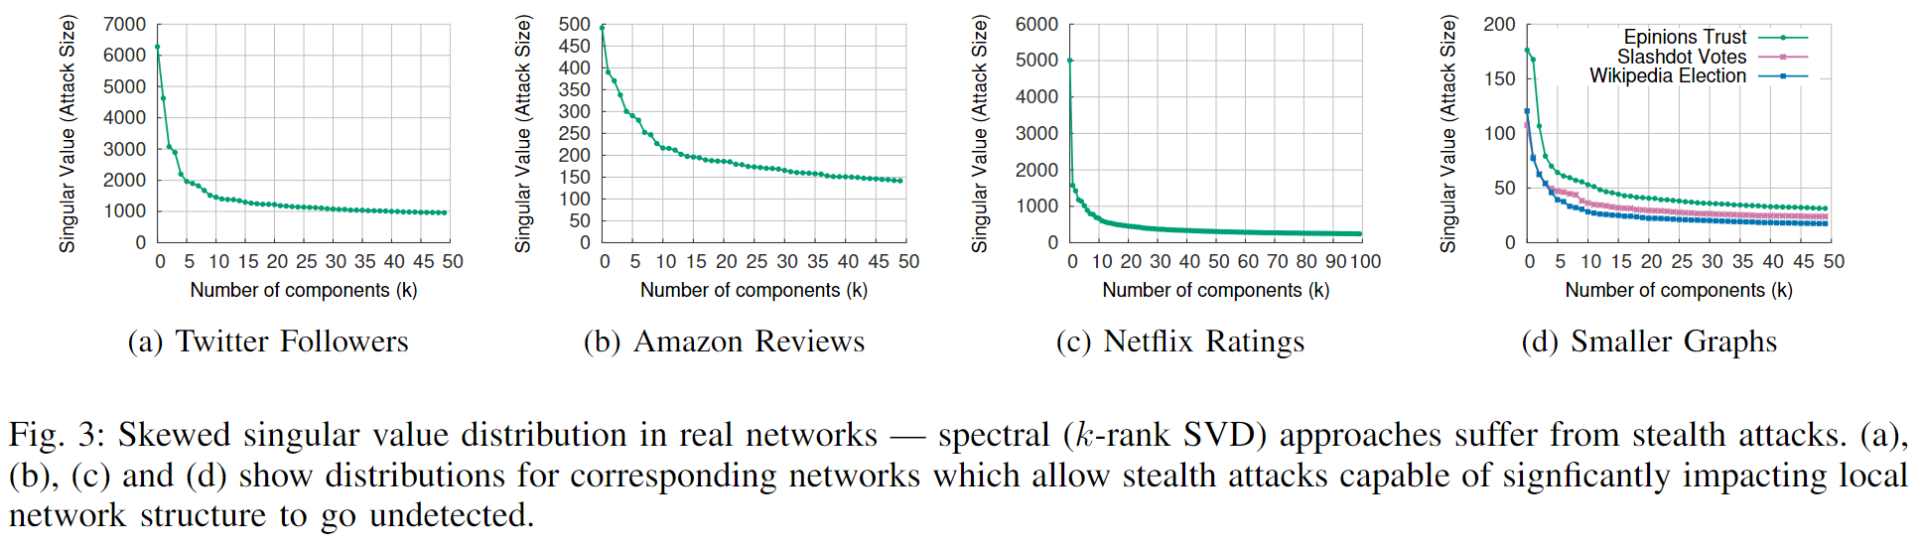 Singular Value (Attack Size)
7000
6000
5000
4000
3000
2000
1000
0
0 5 10 15 20 25 30 35 40 45 50
Number of components (k)
(a) Twitter Followers
Singular Value (Attack Size)
500
450
400
350
300
250
200
150
100
50
0
0 5 10 15 20 25 30 35 40 45 50
Number of components (k)
(b) Amazon Reviews
Singular Value (Attack Size)
6000
5000
4000
3000
2000
1000
0
0 10 20 30 40 50 60 70 80 90 100
Number of components (k)
(c) Netflix Ratings
Singular Value (Attack Size)
200
150
100
50
0
Epinions Trust
Slashdot Votes
Wikipedia Election
0 5 10 15 20 25 30 35 40 45 50
Number of components (k)
(d) Smaller Graphs
Fig. 3: Skewed singular value distribution in real networks — spectral (k-rank SVD) approaches suffer from stealth attacks. (a),
(b), (c) and (d) show distributions for corresponding networks which allow stealth attacks capable of signficantly impacting local
network structure to go undetected.